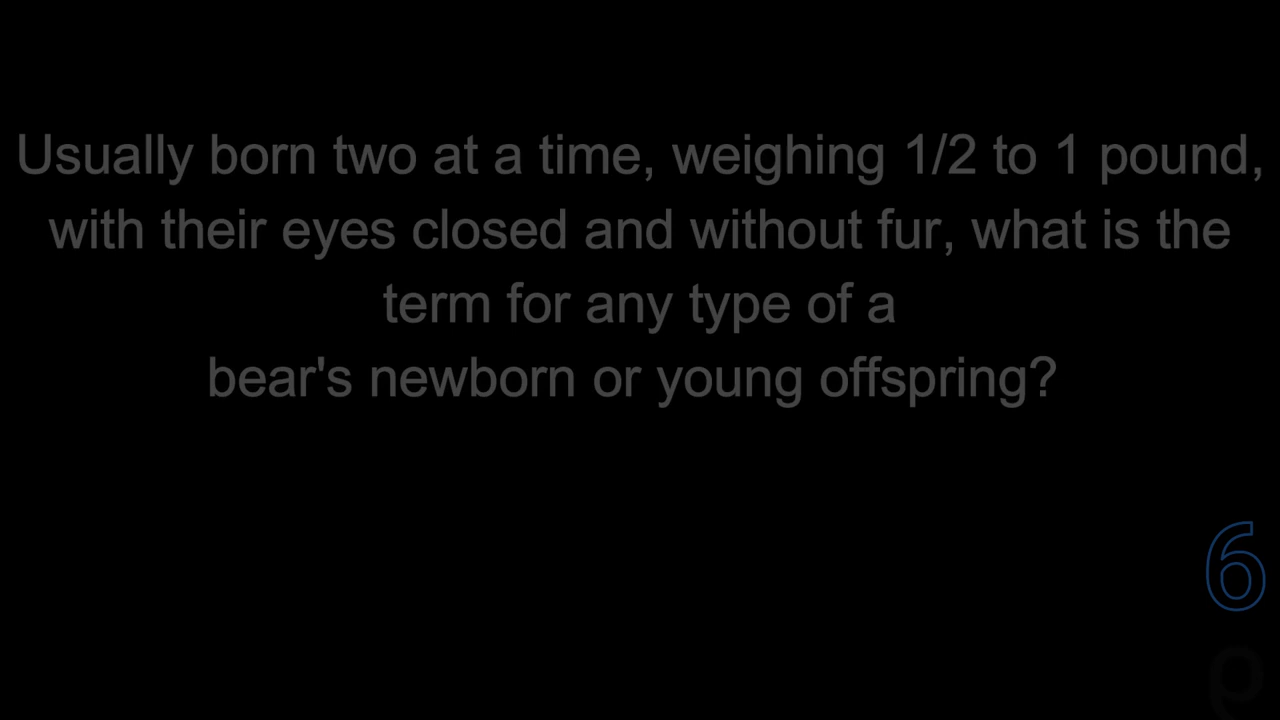 Usually born two at a time, weighing 1/2 to 1 pound,
with their eyes closed and without fur, what is the
term for any type of a
bear's newborn or young offspring?
6